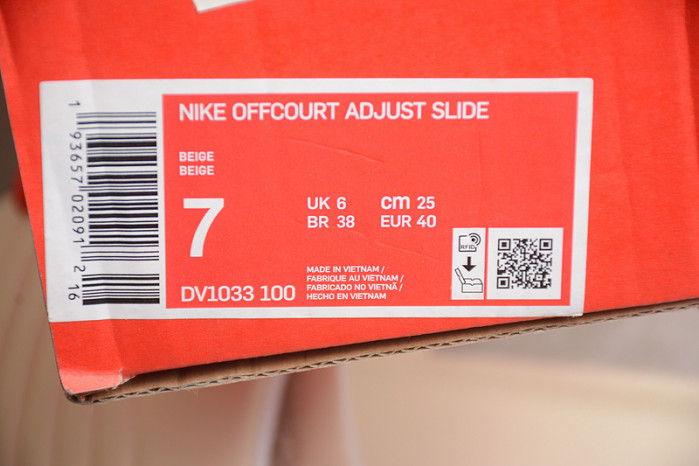 NIKE OFFCOURT ADJUST SLIDE
BEIGE
BEIGE
7
UK 6 cm 25
BR 38 EUR 40
MADE IN VIETNAM /
FABRIQUE AU VIETNAM /
FABRICADO NO VIETNÃ /
HECHO EN VIETNAM
DV1033 100
RFID
1 93657 02091 2 16